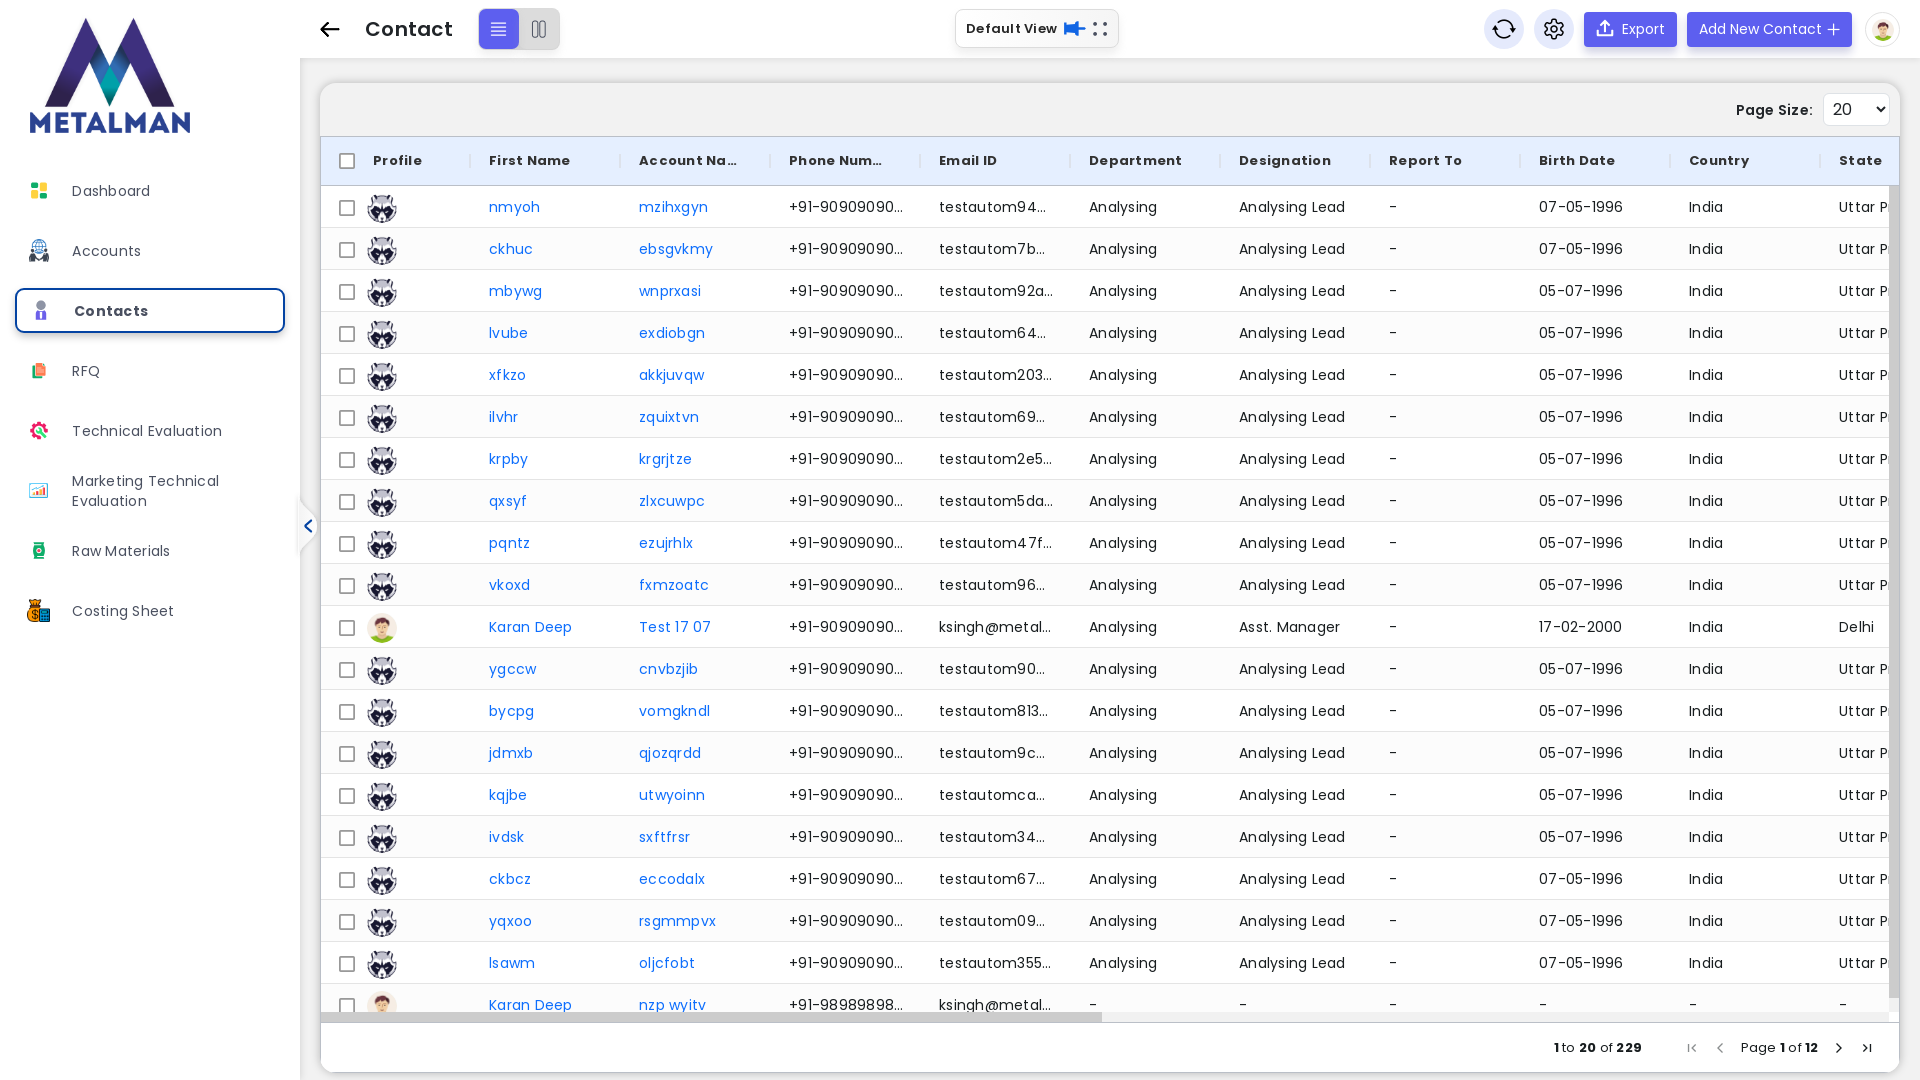 METALMAN
Dashboard
Accounts
Contacts
RFQ
Technical Evaluation
Marketing Technical
Evaluation
Raw Materials
Costing Sheet
Contact
Default View
Export
Add New Contact
Page Size: 20
Profile First Name Account Na... Phone Num... Email ID Department Designation Report To Birth Date Country State
nmyoh mzihxgyn +91-90909090... testautom94... Analysing Analysing Lead - 07-05-1996 India Uttar P
ckhuc ebsgvkmy +91-90909090... testautom7b... Analysing Analysing Lead - 07-05-1996 India Uttar P
mbywg wnprxasi +91-90909090... testautom92a... Analysing Analysing Lead - 05-07-1996 India Uttar P
lvube exdiobgn +91-90909090... testautom64... Analysing Analysing Lead - 05-07-1996 India Uttar P
xfkzo akkjuvqw +91-90909090... testautom203... Analysing Analysing Lead - 05-07-1996 India Uttar P
ilvhr zquixtvn +91-90909090... testautom69... Analysing Analysing Lead - 05-07-1996 India Uttar P
krpby krgrjtze +91-90909090... testautom2e5... Analysing Analysing Lead - 05-07-1996 India Uttar P
qxsyf zlxcuwpc +91-90909090... testautom5da... Analysing Analysing Lead - 05-07-1996 India Uttar P
pqntz ezujrhlx +91-90909090... testautom47f... Analysing Analysing Lead - 05-07-1996 India Uttar P
vkoxd fxmzoatc +91-90909090... testautom96... Analysing Analysing Lead - 05-07-1996 India Uttar P
Karan Deep Test 17 07 +91-90909090... ksingh@metal... Analysing Asst. Manager - 17-02-2000 India Delhi
ygccw cnvbzjib +91-90909090... testautom90... Analysing Analysing Lead - 05-07-1996 India Uttar P
bycpg vomgkndl +91-90909090... testautom813... Analysing Analysing Lead - 05-07-1996 India Uttar P
jdmxb qjozqrdd +91-90909090... testautom9c... Analysing Analysing Lead - 05-07-1996 India Uttar P
kqjbe utwyoinn +91-90909090... testautomca... Analysing Analysing Lead - 05-07-1996 India Uttar P
ivdsk sxftfrsr +91-90909090... testautom34... Analysing Analysing Lead - 05-07-1996 India Uttar P
ckbcz eccodalx +91-90909090... testautom67... Analysing Analysing Lead - 07-05-1996 India Uttar P
yqxoo rsgmmpvx +91-90909090... testautom09... Analysing Analysing Lead - 07-05-1996 India Uttar P
lsawm oljcfobt +91-90909090... testautom355... Analysing Analysing Lead - 07-05-1996 India Uttar P
Karan Deep nzp wyitv +91-98989898... ksingh@metal... - - - - - -
1 to 20 of 229 Page 1 of 12